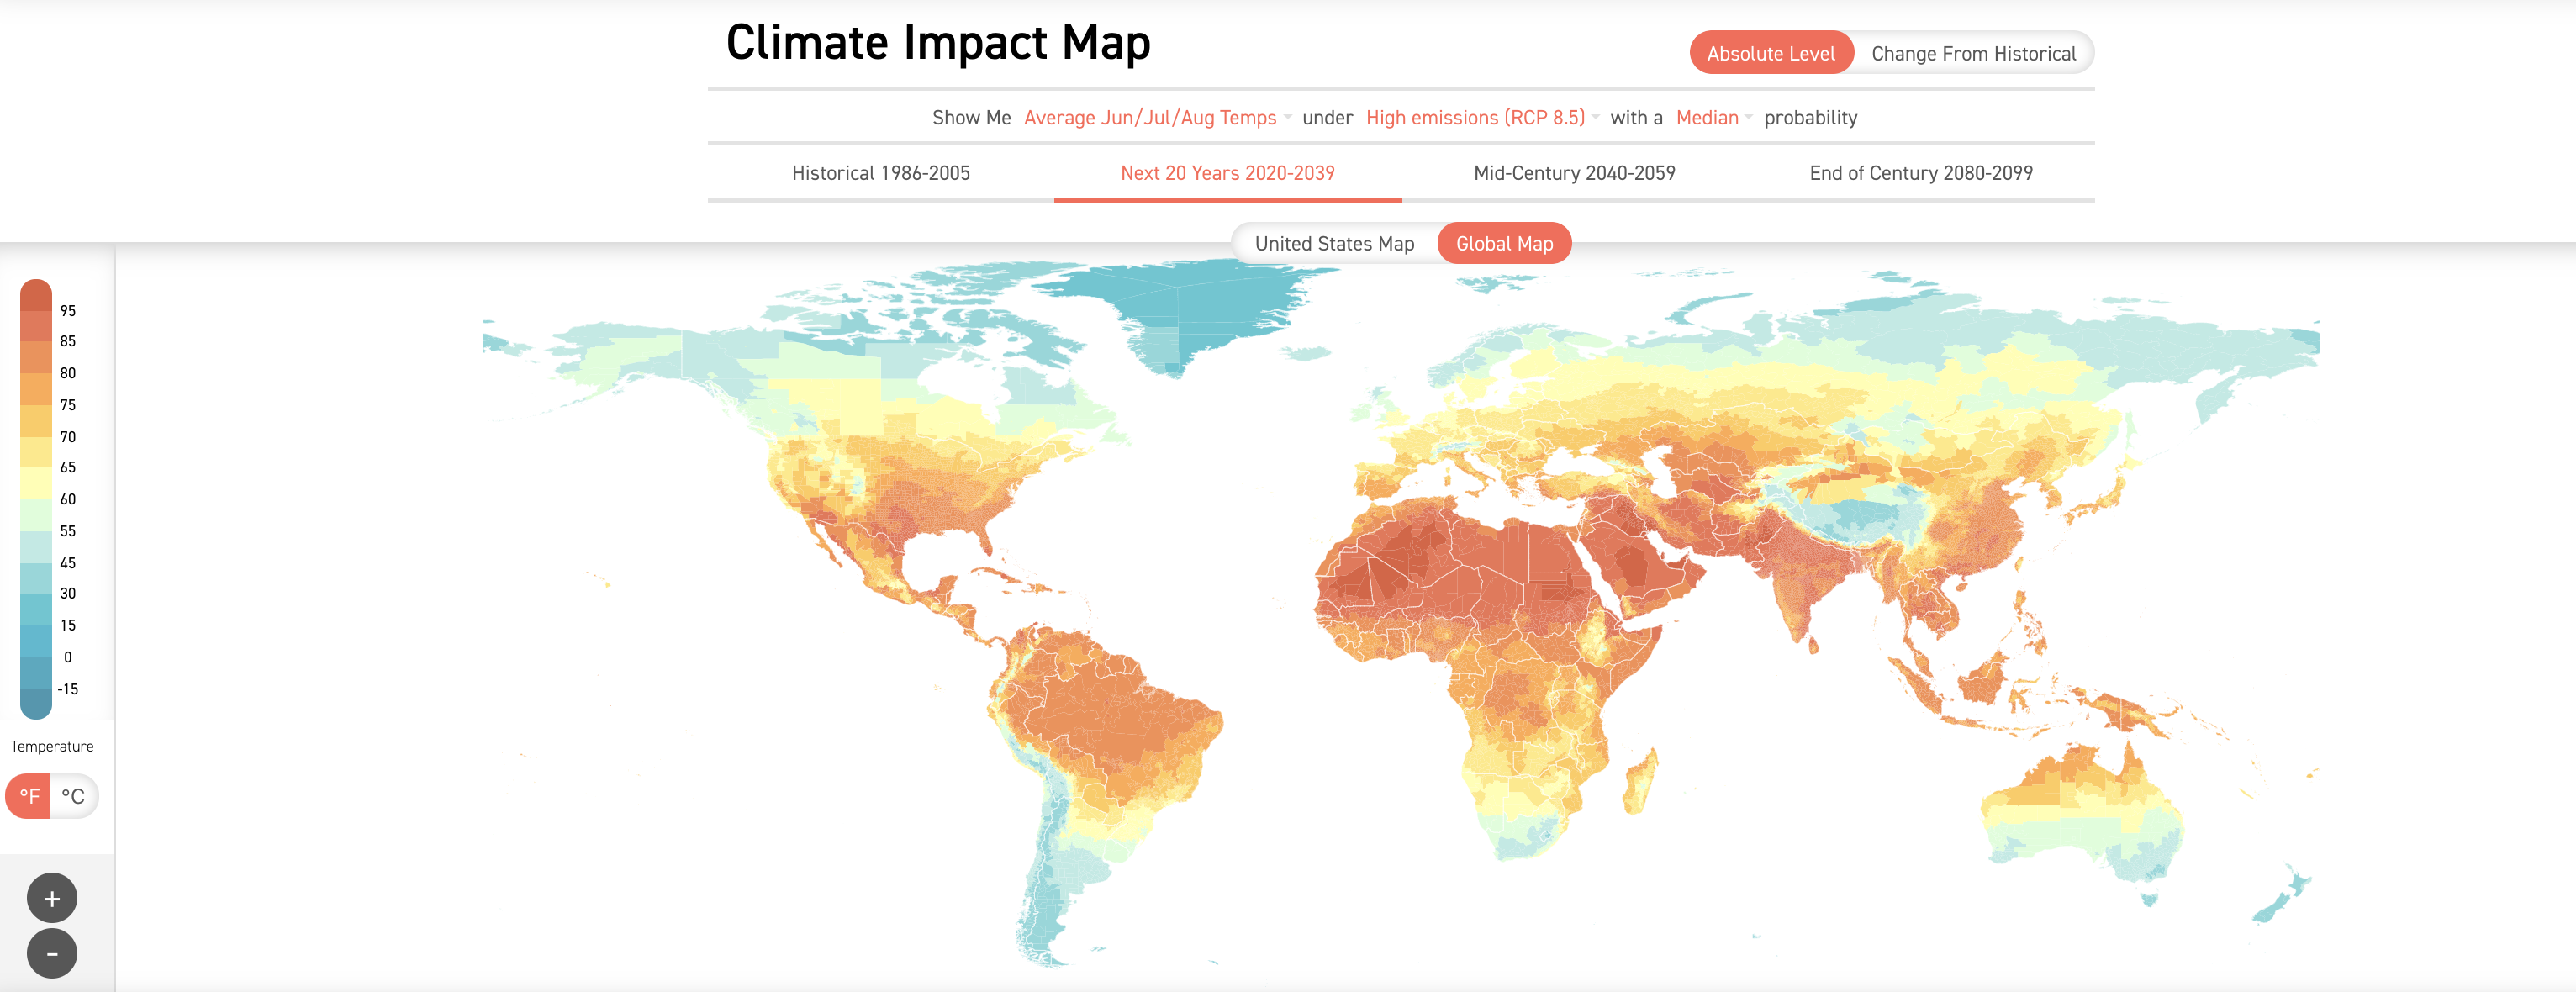 Climate Impact Map
Absolute Level Change From Historical
Show Me Average Jun/Jul/Aug Temps under High emissions (RCP 8.5) with a Median probability
Historical 1986-2005 Next 20 Years 2020-2039 Mid-Century 2040-2059 End of Century 2080-2099
United States Map Global Map
95
85
80
75
70
65
60
55
45
30
15
0
-15
Temperature
°F °C
+
-